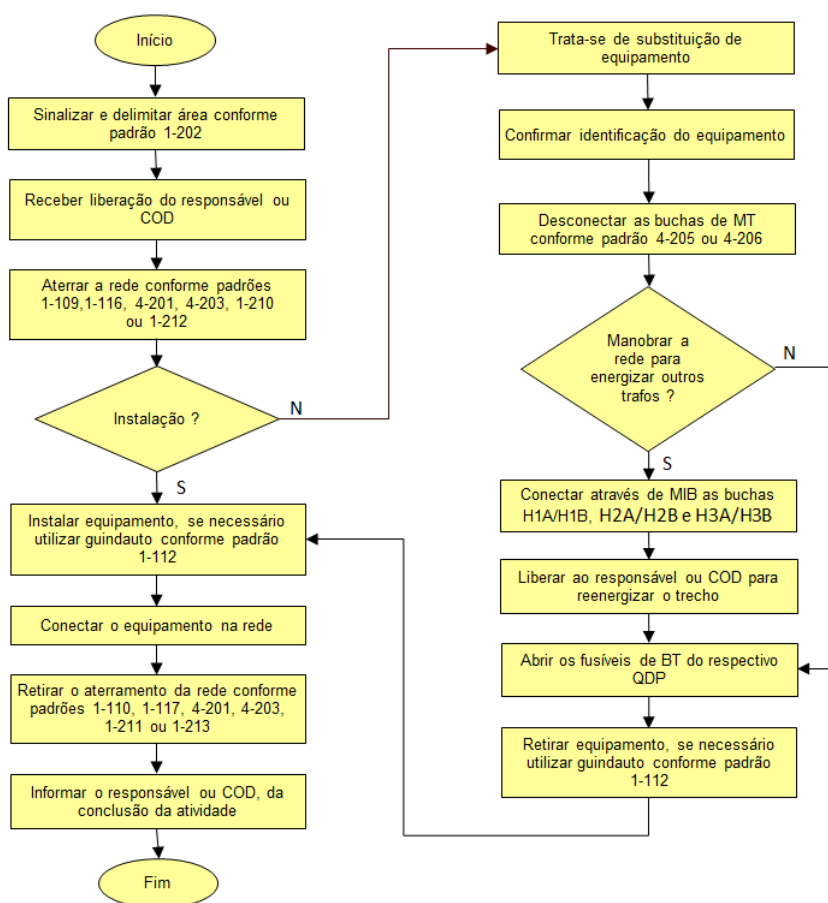 Início
Sinalizar e delimitar área conforme
padrão 1-202
Receber liberação do responsável ou
COD
Aterrar a rede conforme padrões
1-109,1-116, 4-201, 4-203, 1-210
ou 1-212
Instalação ?
N
S
Instalar equipamento, se necessário
utilizar guindauto conforme padrão
1-112
Conectar o equipamento na rede
Retirar o aterramento da rede conforme
padrões 1-110, 1-117, 4-201, 4-203,
1-211 ou 1-213
Informar o responsável ou COD, da
conclusão da atividade
Fim
Trata-se de substituição de
equipamento
Confirmar identificação do equipamento
Desconectar as buchas de MT
conforme padrão 4-205 ou 4-206
Manobrar a
rede para
energizar outros
trafos ?
N
S
Conectar através de MIB as buchas
H1A/H1B, H2A/H2B e H3A/H3B
Liberar ao responsável ou COD para
reenergizar o trecho
Abrir os fusíveis de BT do respectivo
QDP
Retirar equipamento, se necessário
utilizar guindauto conforme padrão
1-112